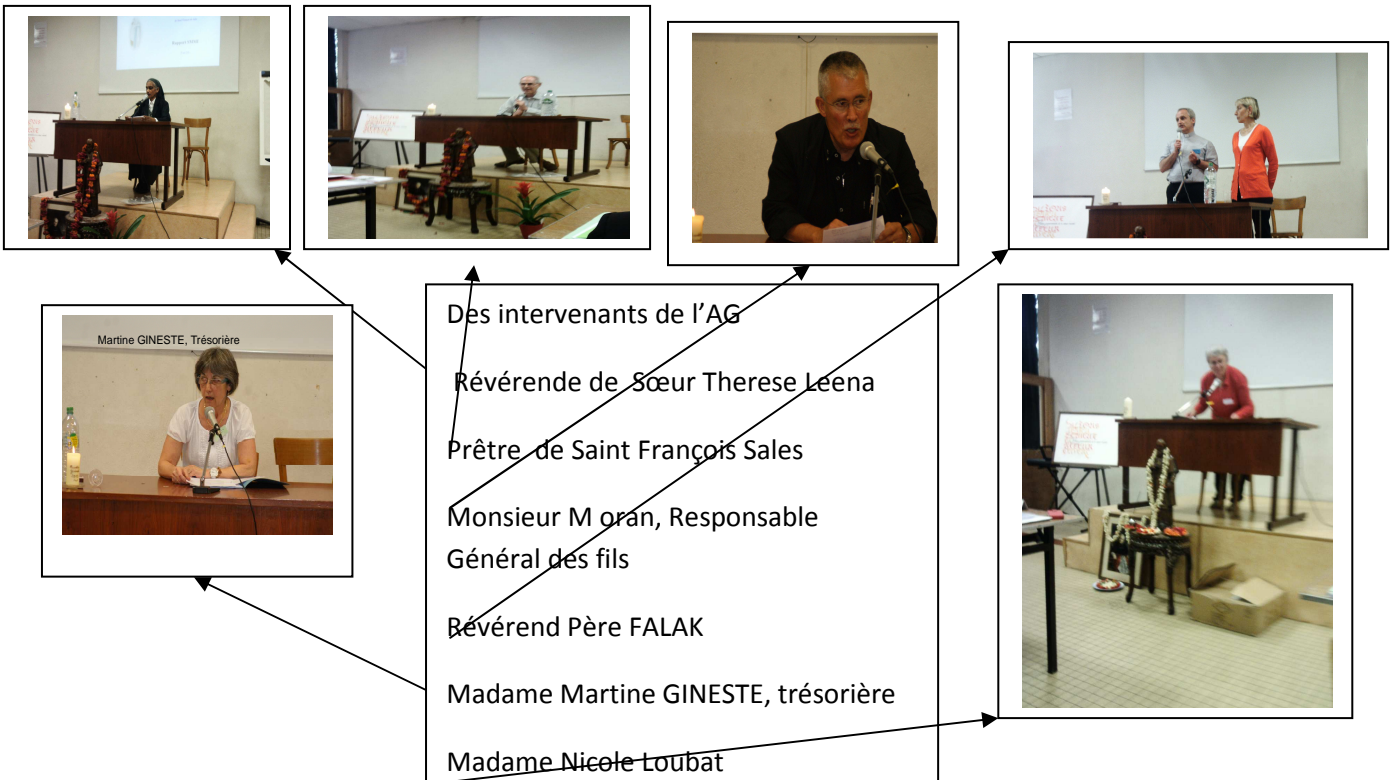 Martine GINESTE, Trésorière
Des intervenants de l’AG
Révérende de Sœur Therese Leena
Prêtre de Saint François Sales
Monsieur M oran, Responsable
Général des fils
Révérend Père FALAK
Madame Martine GINESTE, trésorière
Madame Nicole Loubat